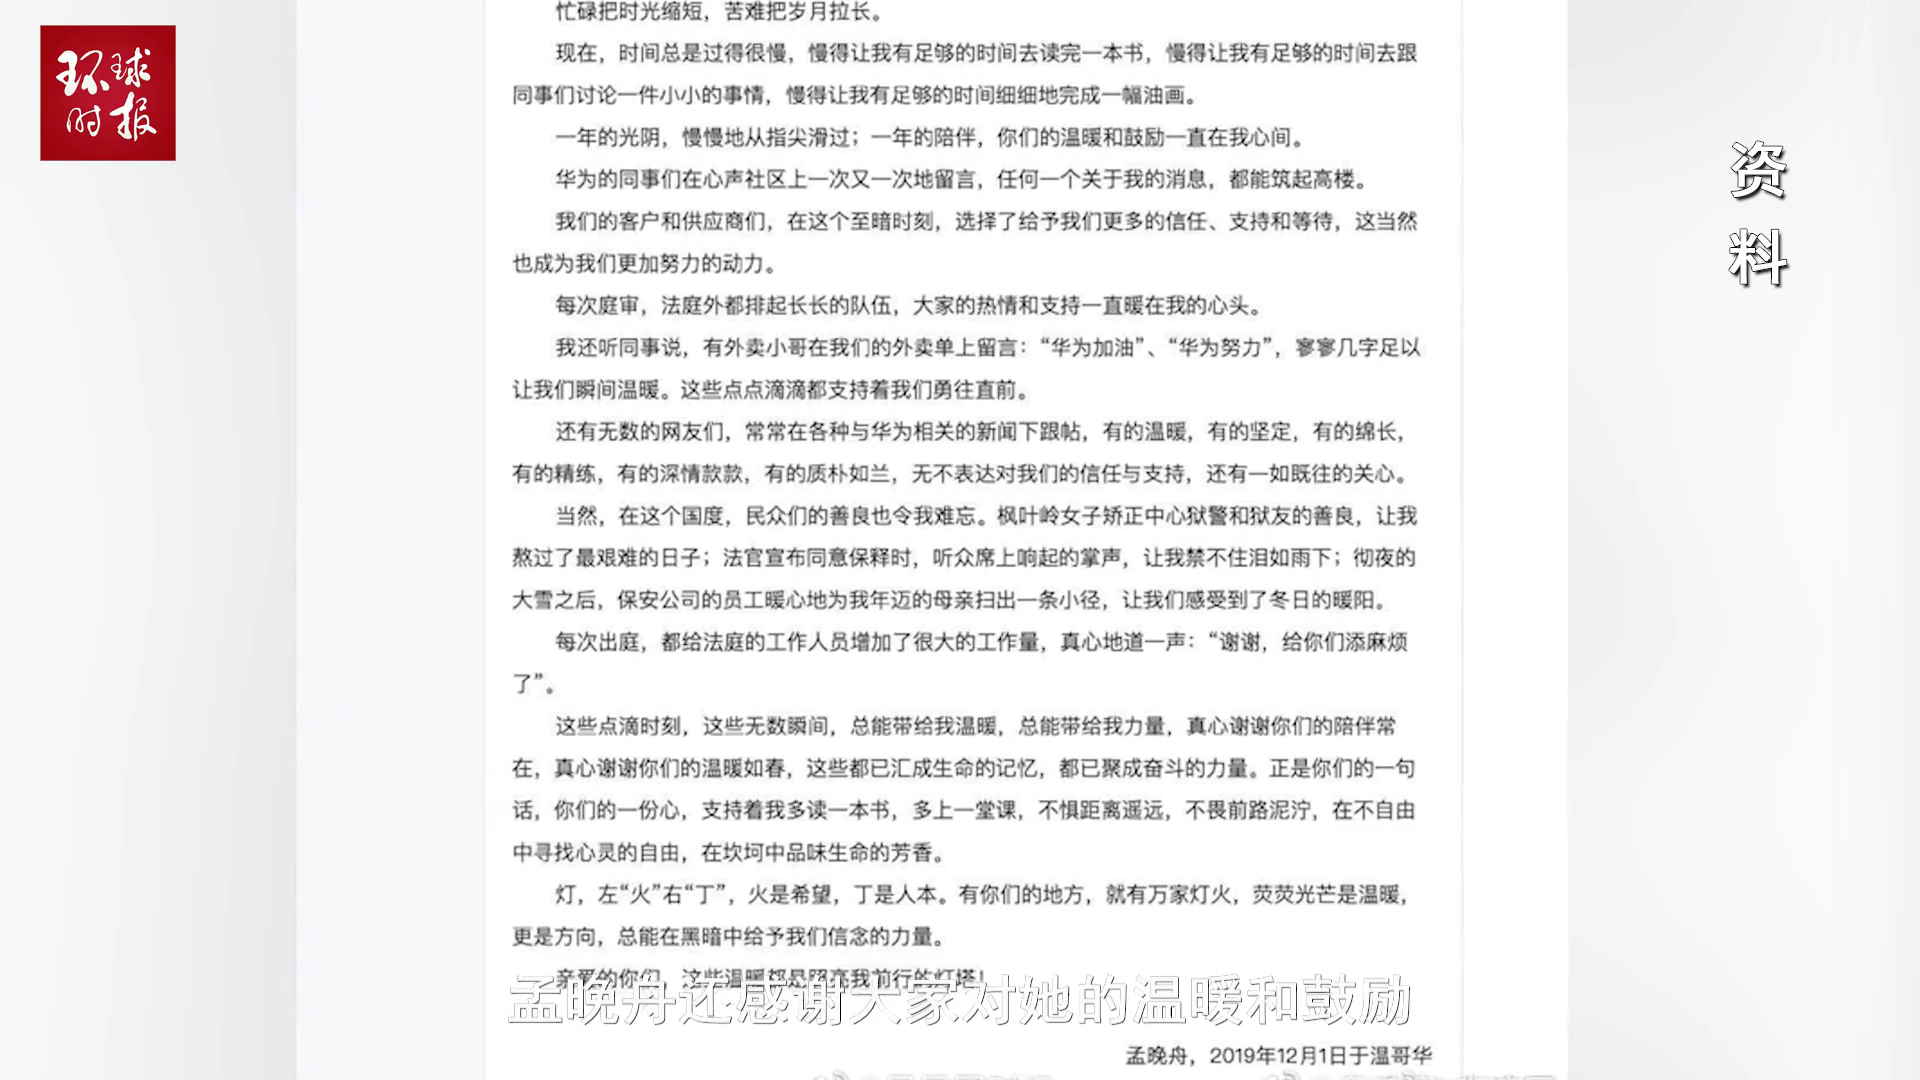 环球
时报
资
料
忙碌把时光缩短，苦难把岁月拉长。
现在，时间总是过得很慢，慢得让我有足够的时间去读完一本书，慢得让我有足够的时间去跟
同事们讨论一件小小的事情，慢得让我有足够的时间细细地完成一幅油画。
一年的光阴，慢慢地从指尖滑过；一年的陪伴，你们的温暖和鼓励一直在我心间。
华为的同事们在心声社区上一次又一次地留言，任何一个关于我的消息，都能筑起高楼。
我们的客户和供应商们，在这个至暗时刻，选择了给予我们更多的信任、支持和等待，这当然
也成为我们更加努力的动力。
每次庭审，法庭外都排起长长的队伍，大家的热情和支持一直暖在我的心头。
我还听同事说，有外卖小哥在我们的外卖单上留言：“华为加油”、“华为努力”，寥寥几字足以
让我们瞬间温暖。这些点点滴滴都支持着我们勇往直前。
还有无数的网友们，常常在各种与华为相关的新闻下跟帖，有的温暖，有的坚定，有的绵长，
有的精练，有的深情款款，有的质朴如兰，无不表达对我们的信任与支持，还有一如既往的关心。
当然，在这个国度，民众们的善良也令我难忘。枫叶岭女子矫正中心狱警和狱友的善良，让我
熬过了最艰难的日子；法官宣布同意保释时，听众席上响起的掌声，让我禁不住泪如雨下；彻夜的
大雪之后，保安公司的员工暖心地为我年迈的母亲扫出一条小径，让我们感受到了冬日的暖阳。
每次出庭，都给法庭的工作人员增加了很大的工作量，真心地道一声：“谢谢，给你们添麻烦
了”。
这些点滴时刻，这些无数瞬间，总能带给我温暖，总能带给我力量，真心谢谢你们的陪伴常
在，真心谢谢你们的温暖如春，这些都已汇成生命的记忆，都已聚成奋斗的力量。正是你们的一句
话，你们的一份心，支持着我多读一本书，多上一堂课，不惧距离遥远，不畏前路泥泞，在不自由
中寻找心灵的自由，在坎坷中品味生命的芳香。
灯，左“火”右“丁”，火是希望，丁是人本。有你们的地方，就有万家灯火，荧荧光芒是温暖，
更是方向，总能在黑暗中给予我们信念的力量。
亲爱的你们，这些温暖都是照亮我前行的灯塔！
孟晚舟还感谢大家对她的温暖和鼓励
孟晚舟，2019年12月1日于温哥华